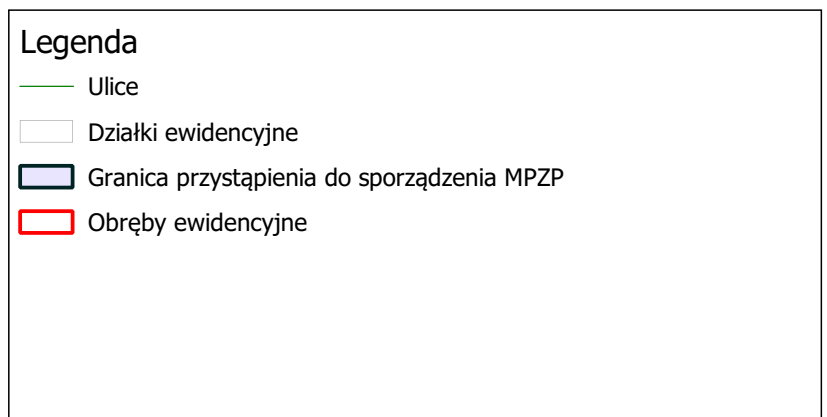 Legenda
Ulice
Działki ewidencyjne
Granica przystąpienia do sporządzenia MPZP
Obręby ewidencyjne